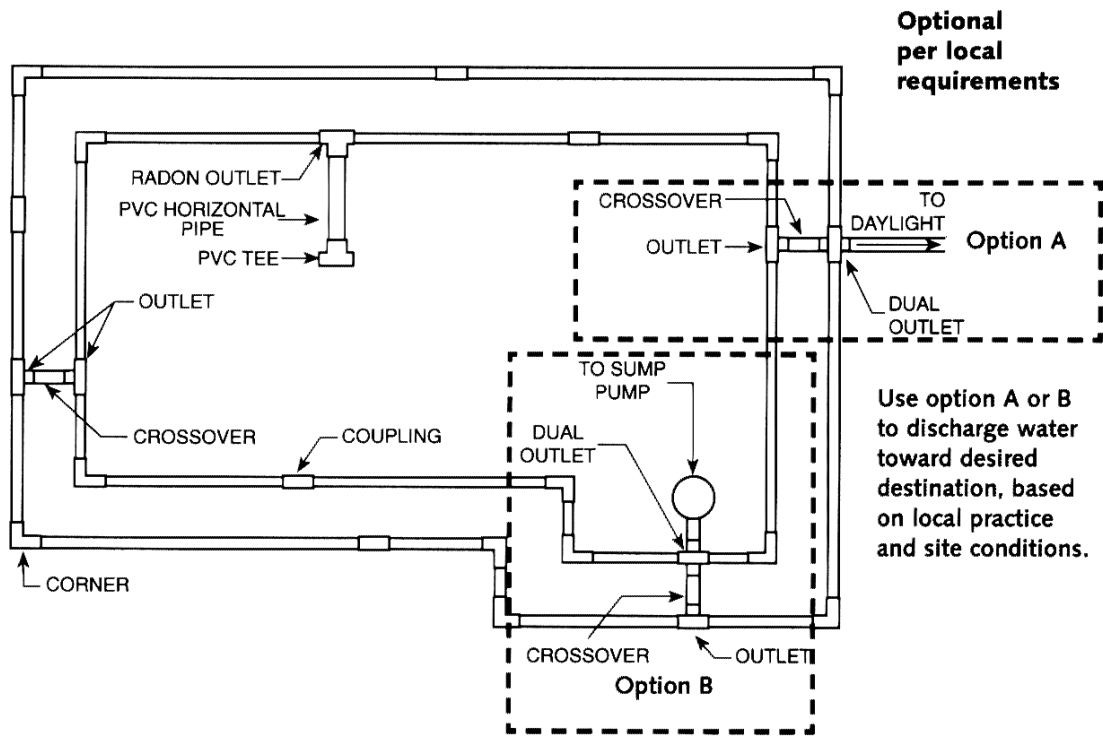 Optional
per local
requirements
RADON OUTLET
PVC HORIZONTAL
PIPE
PVC TEE
CROSSOVER
TO
DAYLIGHT
OUTLET
Option A
DUAL
OUTLET
OUTLET
CROSSOVER
COUPLING
TO SUMP
PUMP
DUAL
OUTLET
Use option A or B
to discharge water
toward desired
destination, based
on local practice
and site conditions.
CORNER
CROSSOVER
OUTLET
Option B